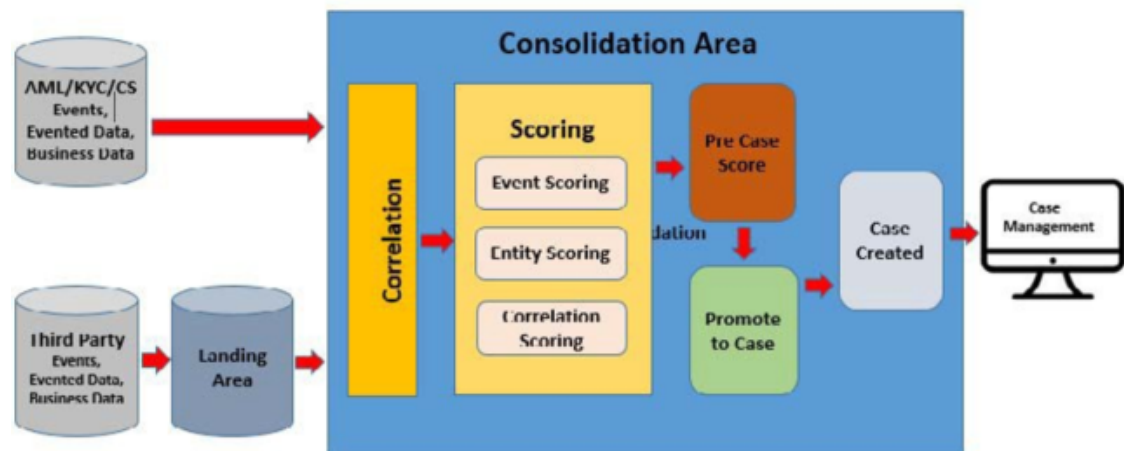 Consolidation Area
AML/KYC/CS
Events,
Evented Data,
Business Data
Correlation
Scoring
Event Scoring
Entity Scoring
Correlation
Scoring
Pre Case
Score
dation
Promote
to Case
Case
Created
Case
Management
Third Party
Events,
Evented Data,
Business Data
Landing
Area